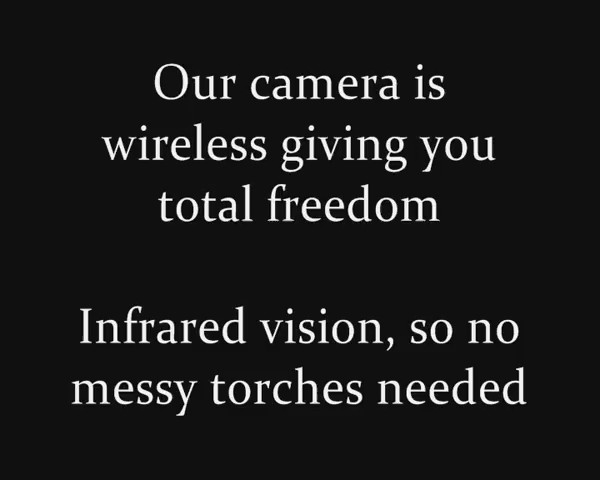 Our camera is
wireless giving you
total freedom
Infrared vision, so no
messy torches needed